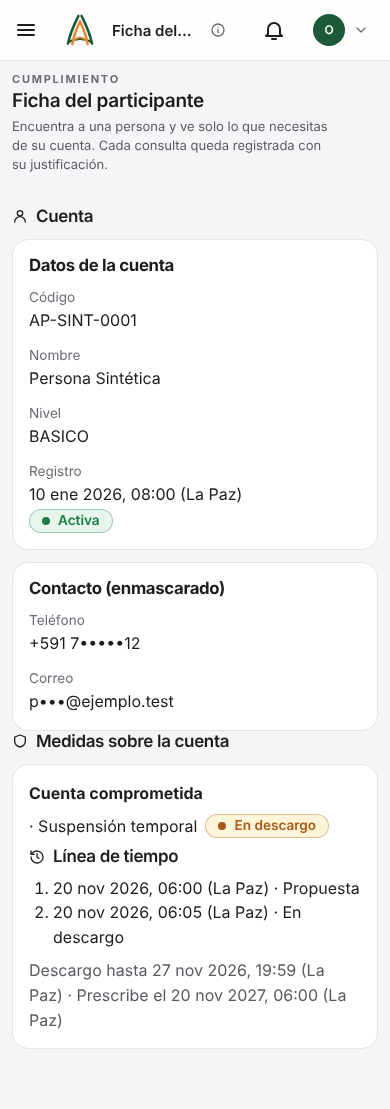 Ficha del...
O
CUMPLIMIENTO
Ficha del participante
Encuentra a una persona y ve solo lo que necesitas
de su cuenta. Cada consulta queda registrada con
su justificación.
Cuenta
Datos de la cuenta
Código
AP-SINT-0001
Nombre
Persona Sintética
Nivel
BASICO
Registro
10 ene 2026, 08:00 (La Paz)
Activa
Contacto (enmascarado)
Teléfono
+591 7•••••12
Correo
p•••@ejemplo.test
Medidas sobre la cuenta
Cuenta comprometida
· Suspensión temporal En descargo
Línea de tiempo
1. 20 nov 2026, 06:00 (La Paz) · Propuesta
2. 20 nov 2026, 06:05 (La Paz) · En
descargo
Descargo hasta 27 nov 2026, 19:59 (La
Paz) · Prescribe el 20 nov 2027, 06:00 (La
Paz)